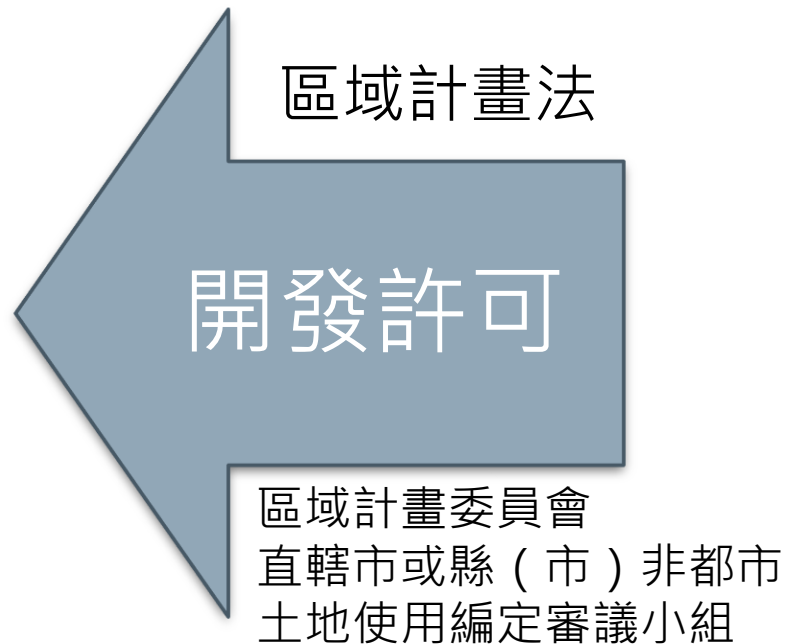 區域計畫法
開發許可
區域計畫委員會
直轄市或縣（市）非都市
土地使用編定審議小組